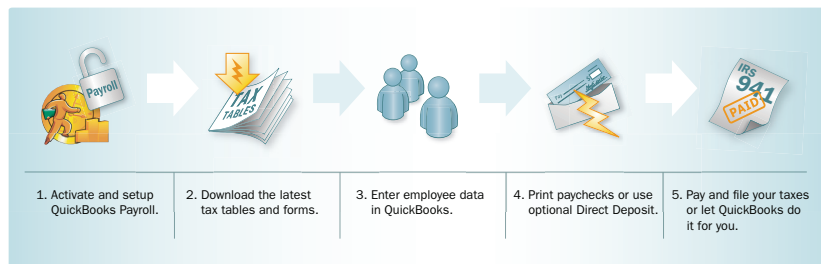 Payroll
TAX
TABLES
IRS
941
PAID
1. Activate and setup
QuickBooks Payroll.
2. Download the latest
tax tables and forms.
3. Enter employee data
in QuickBooks.
4. Print paychecks or use
optional Direct Deposit.
5. Pay and file your taxes
or let QuickBooks do
it for you.